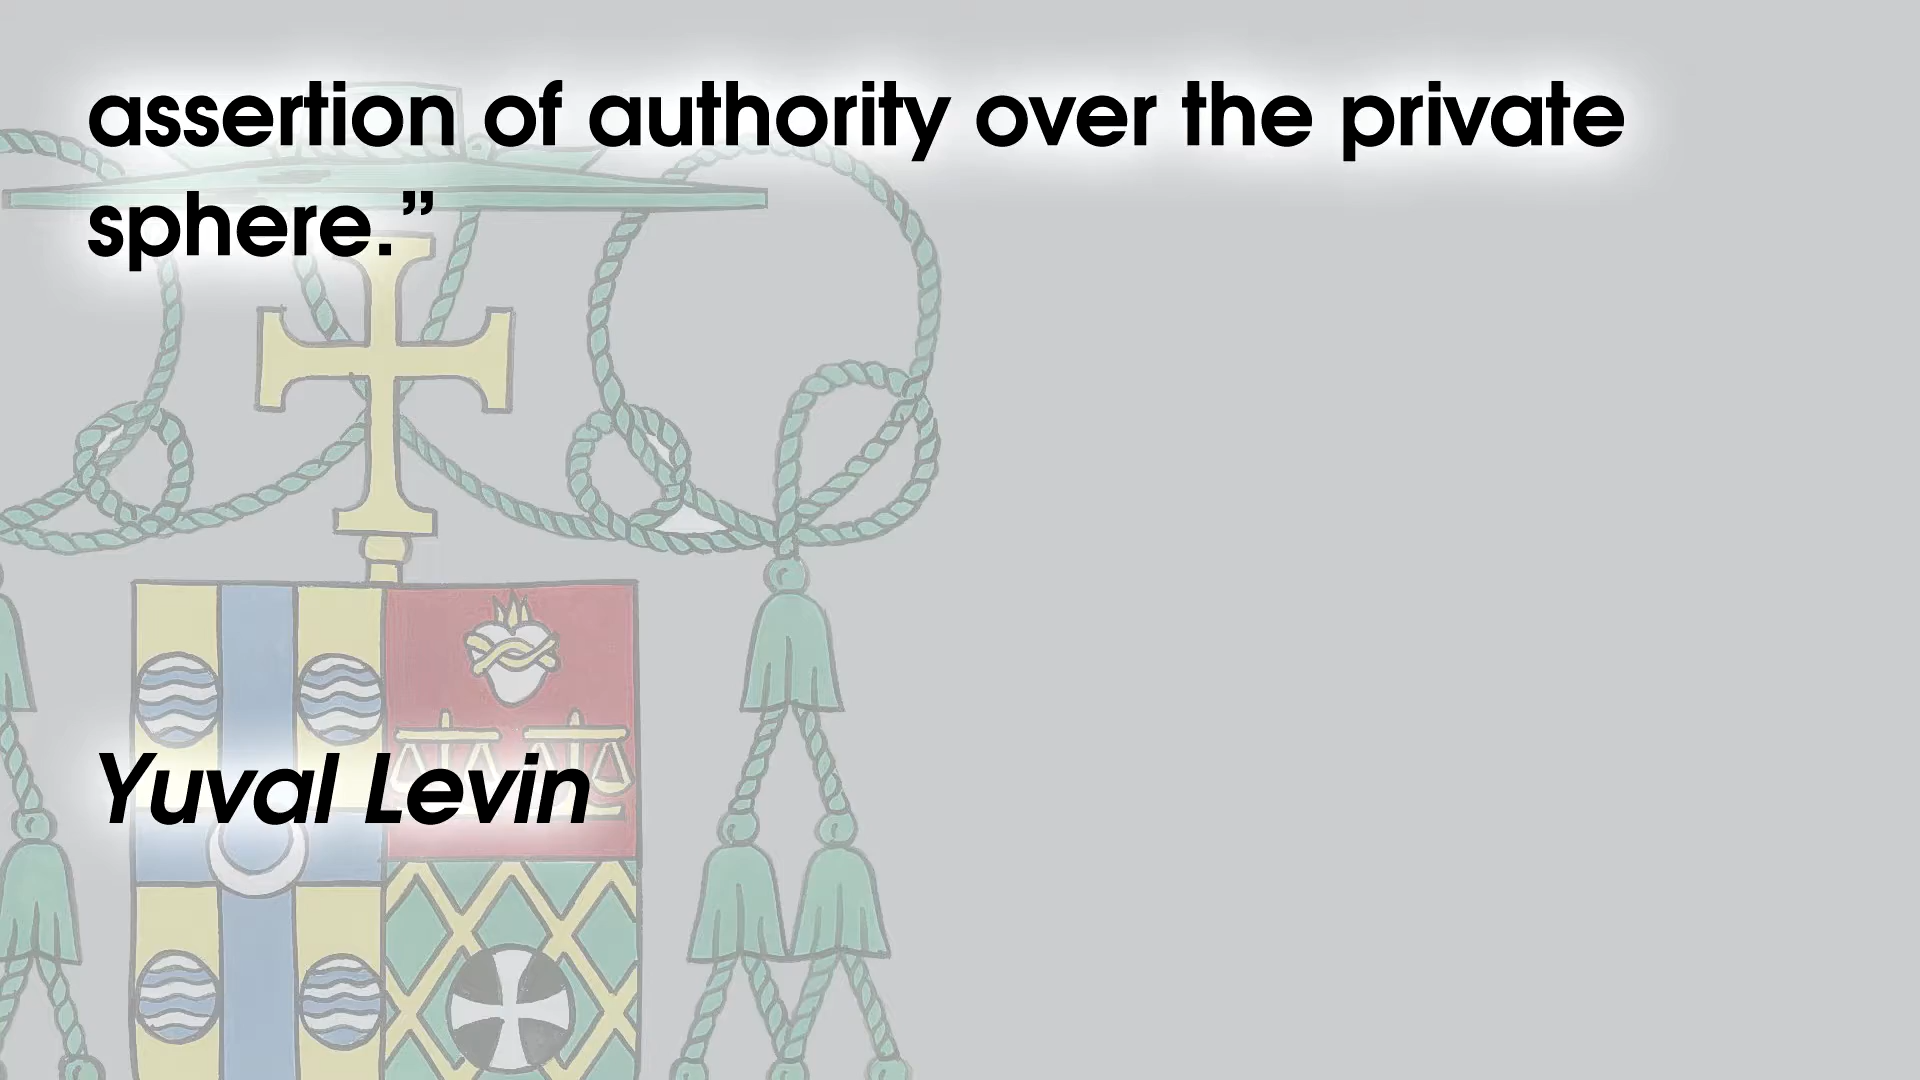 assertion of authority over the private
sphere.”
Yuval Levin